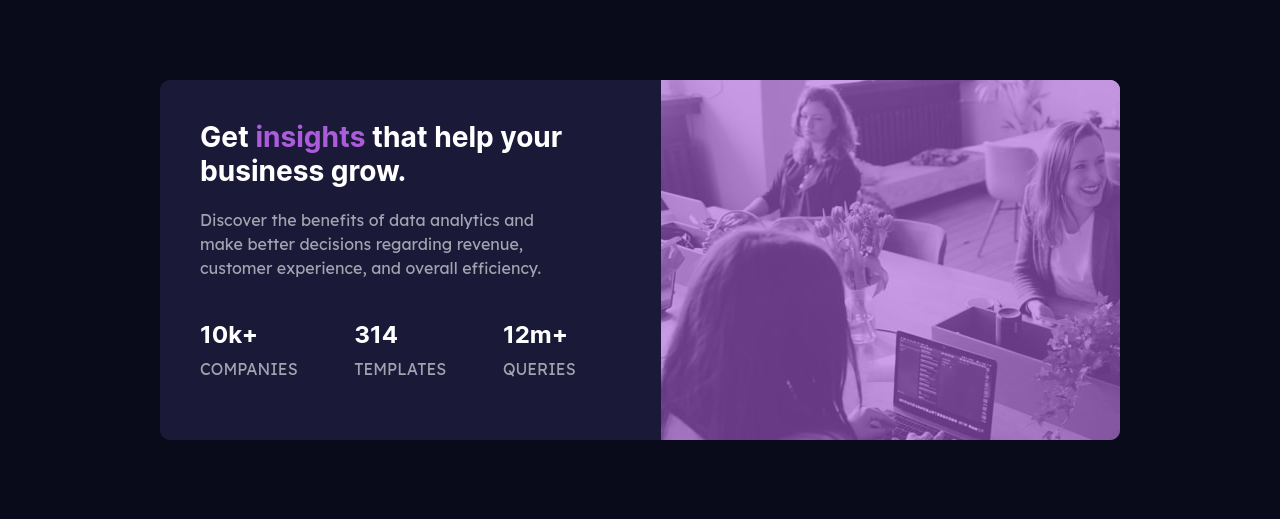 Get insights that help your
business grow.
Discover the benefits of data analytics and
make better decisions regarding revenue,
customer experience, and overall efficiency.
10k+ 314 12m+
COMPANIES TEMPLATES QUERIES